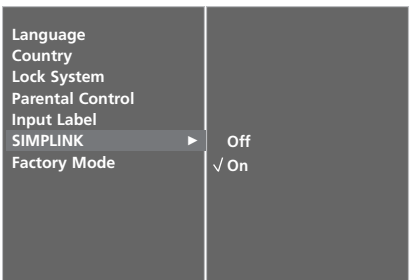 Language
Country
Lock System
Parental Control
Input Label
SIMPLINK ►
Factory Mode
Off
√ On